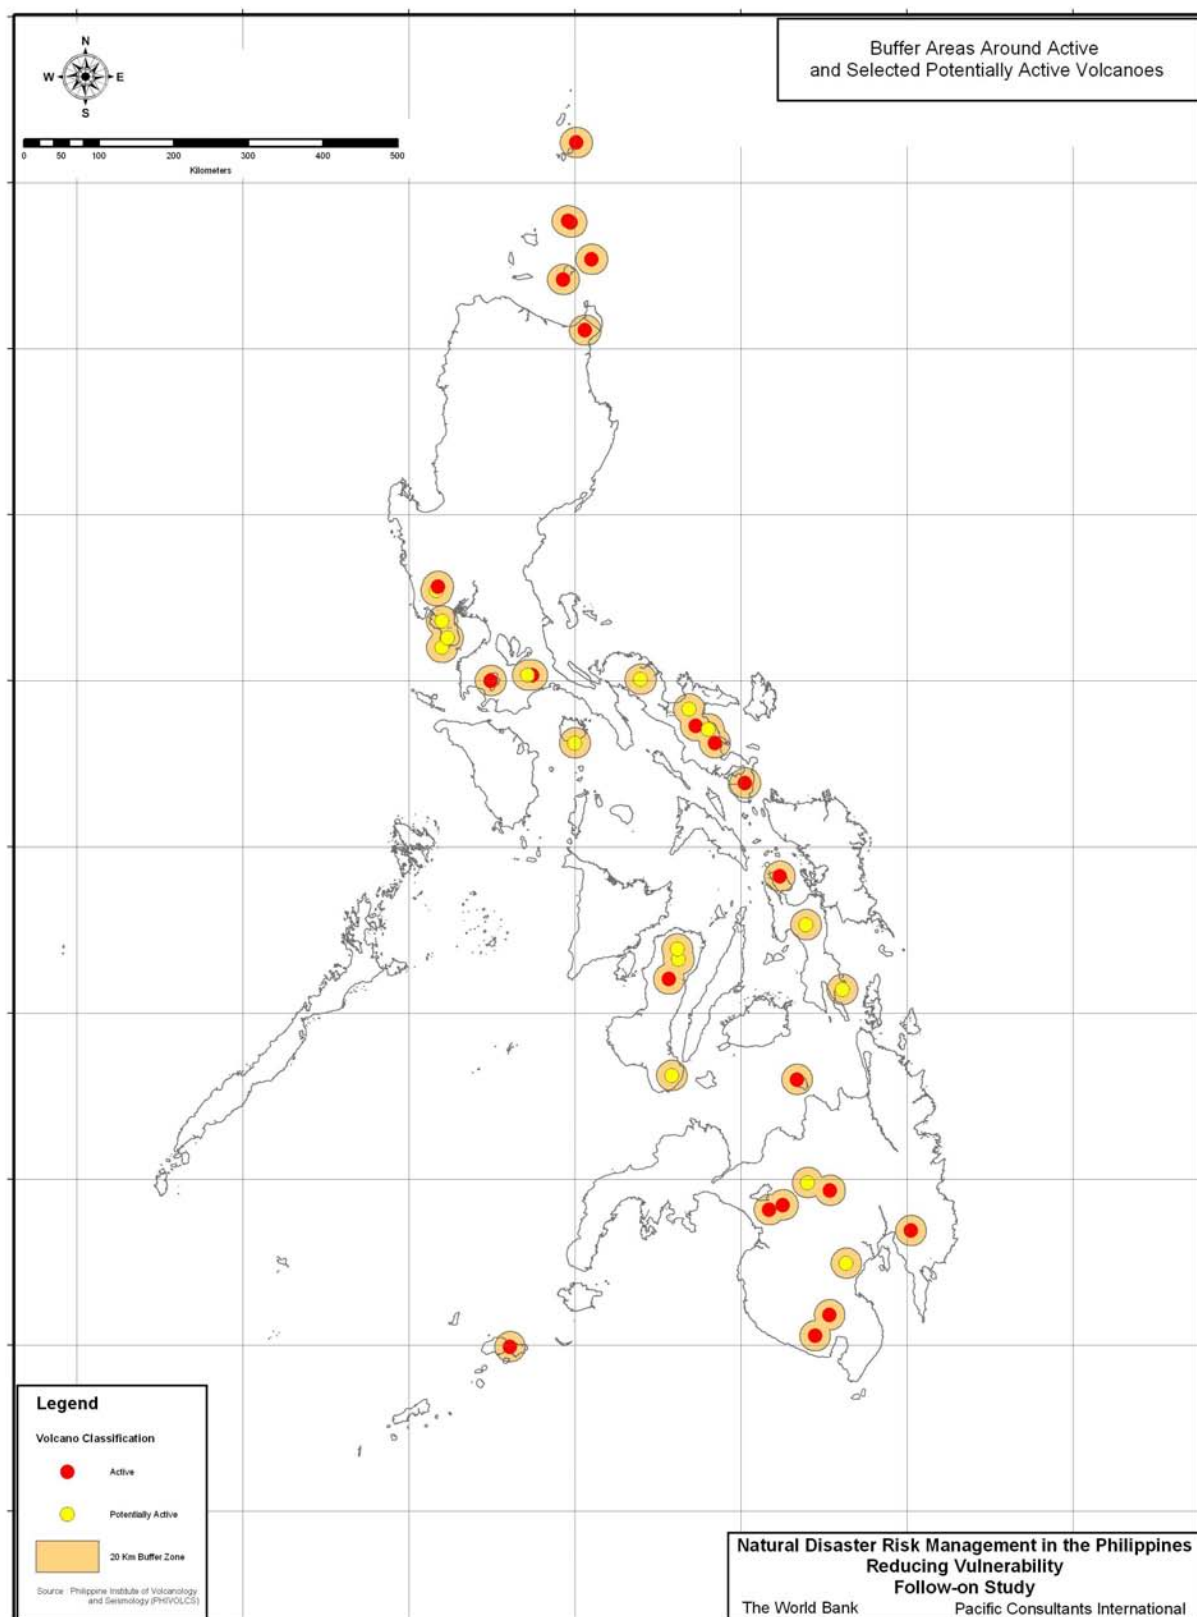 Buffer Areas Around Active
and Selected Potentially Active Volcanoes
N
W E
S
0 50 100 200 300 400 500
Kilometers
Legend
Volcano Classification
Active
Potentially Active
20 Km Buffer Zone
Source : Philippine Institute of Volcanology
and Seismology (PHIVOLCS)
Natural Disaster Risk Management in the Philippines
Reducing Vulnerability
Follow-on Study
The World Bank Pacific Consultants International